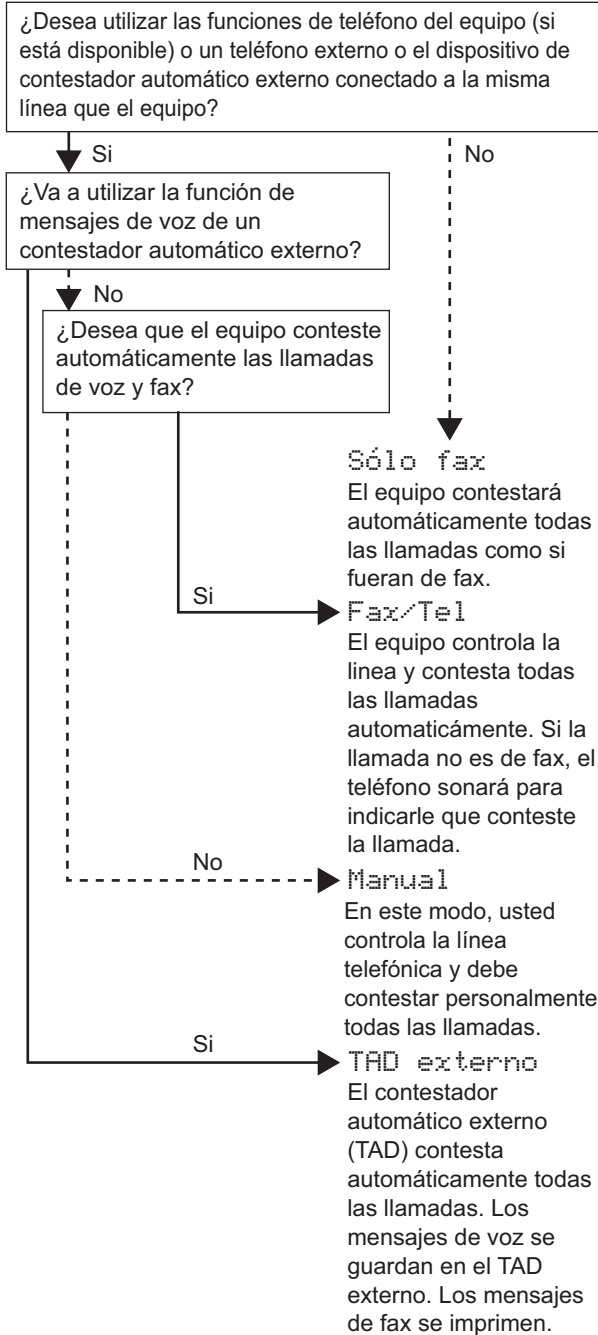 ¿Desea utilizar las funciones de teléfono del equipo (si
está disponible) o un teléfono externo o el dispositivo de
contestador automático externo conectado a la misma
línea que el equipo?
Si
No
¿Va a utilizar la función de
mensajes de voz de un
contestador automático externo?
No
¿Desea que el equipo conteste
automáticamente las llamadas
de voz y fax?
Sólo fax
El equipo contestará
automáticamente todas
las llamadas como si
fueran de fax.
Si
Fax/Tel
El equipo controla la
linea y contesta todas
las llamadas
automaticámente. Si la
llamada no es de fax, el
teléfono sonará para
indicarle que conteste
la llamada.
No
Manual
En este modo, usted
controla la línea
telefónica y debe
contestar personalmente
todas las llamadas.
Si
TAD externo
El contestador
automático externo
(TAD) contesta
automáticamente todas
las llamadas. Los
mensajes de voz se
guardan en el TAD
externo. Los mensajes
de fax se imprimen.